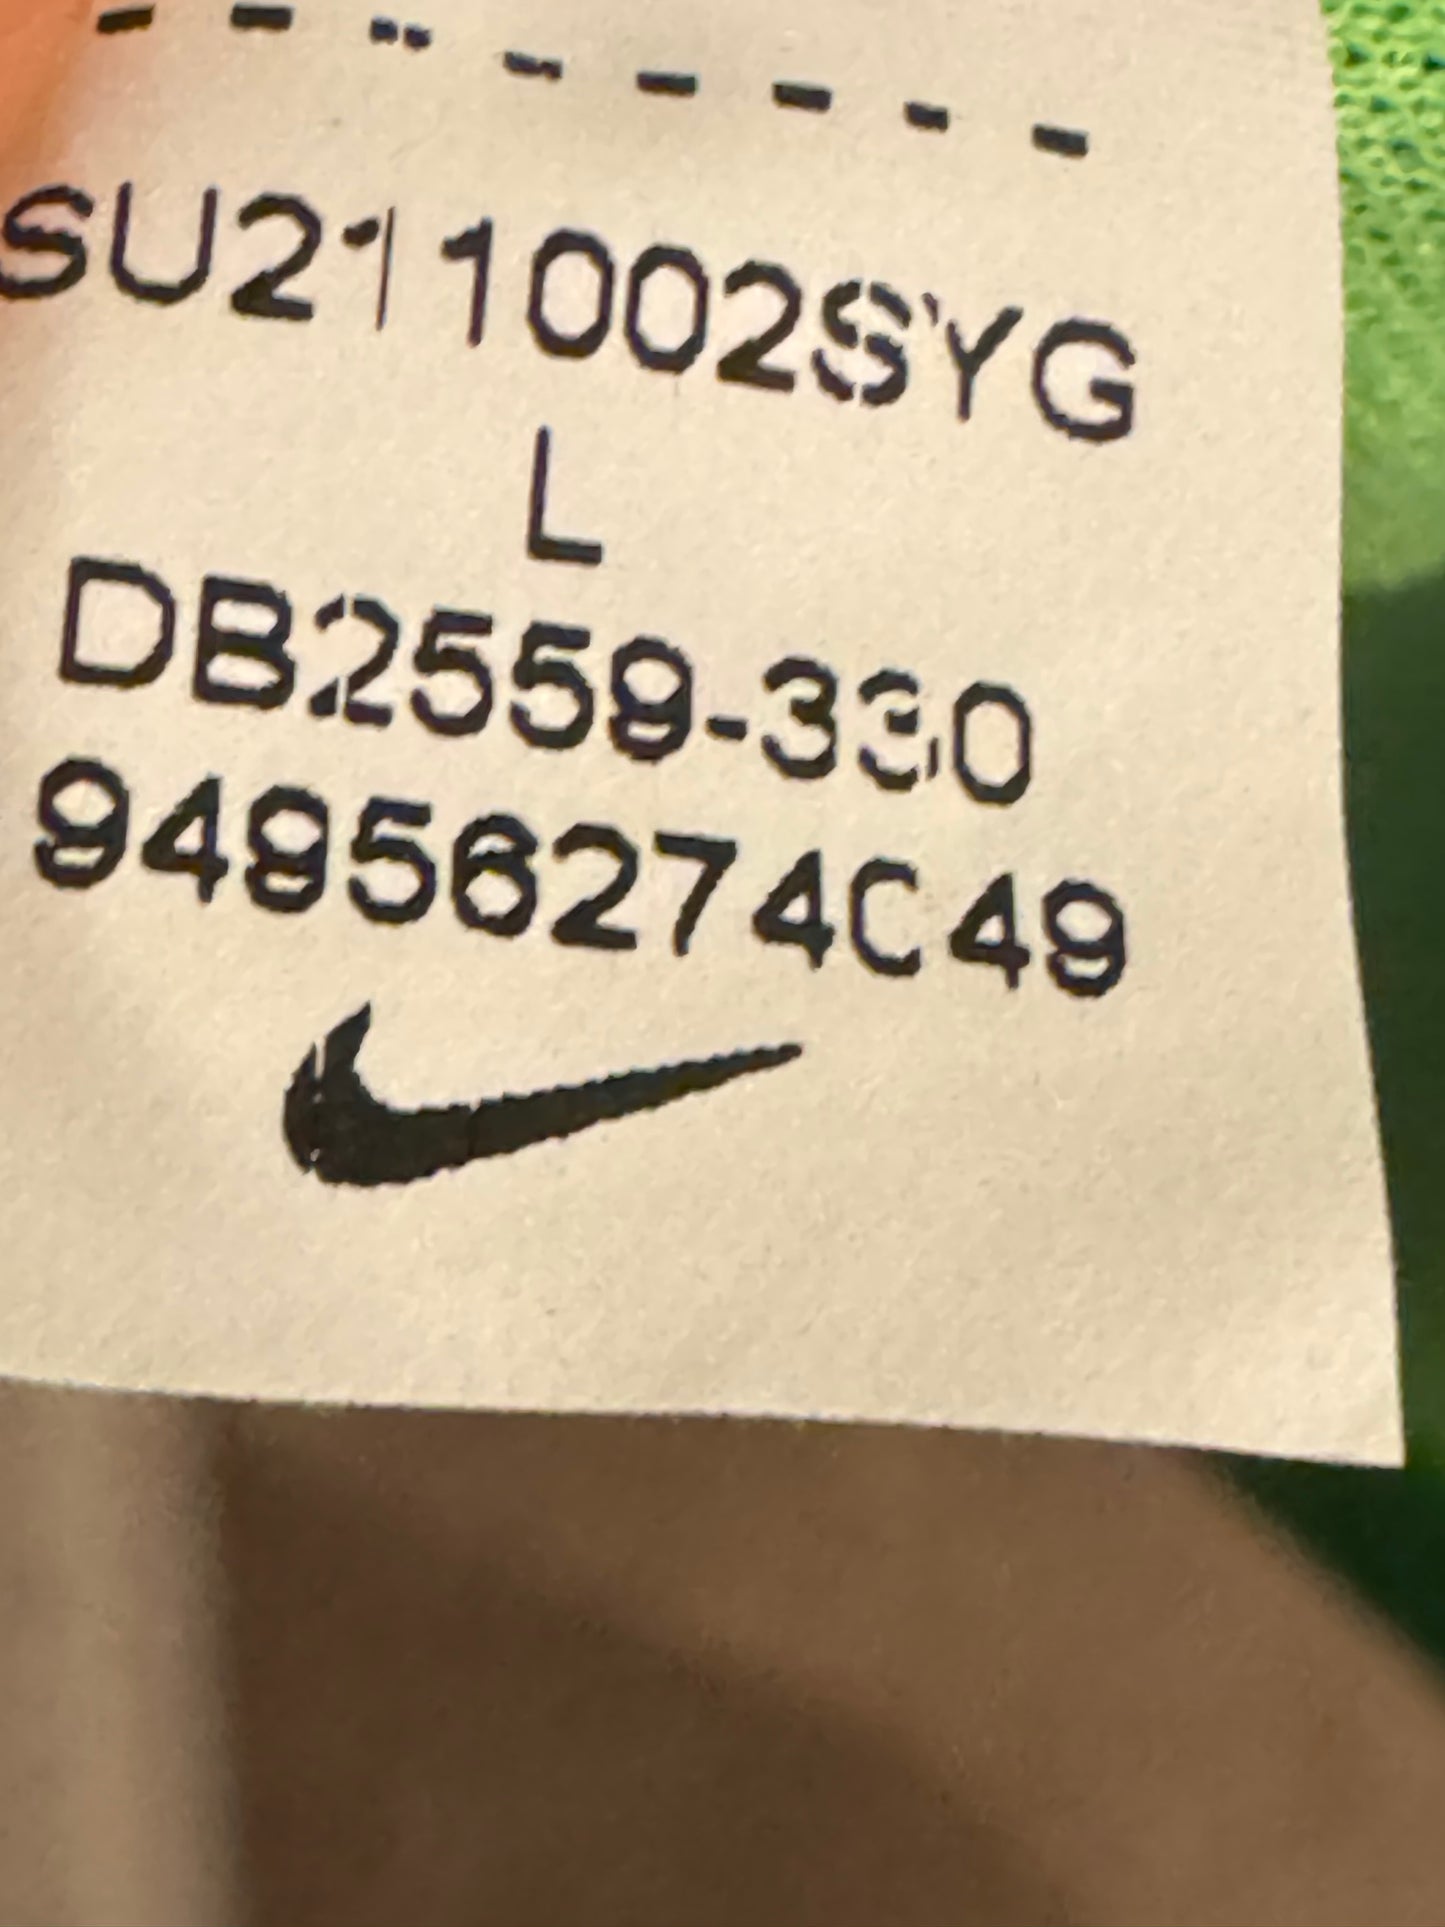 - - - - - - - -
SU211002SYG
L
DB2559-330
94956274C49